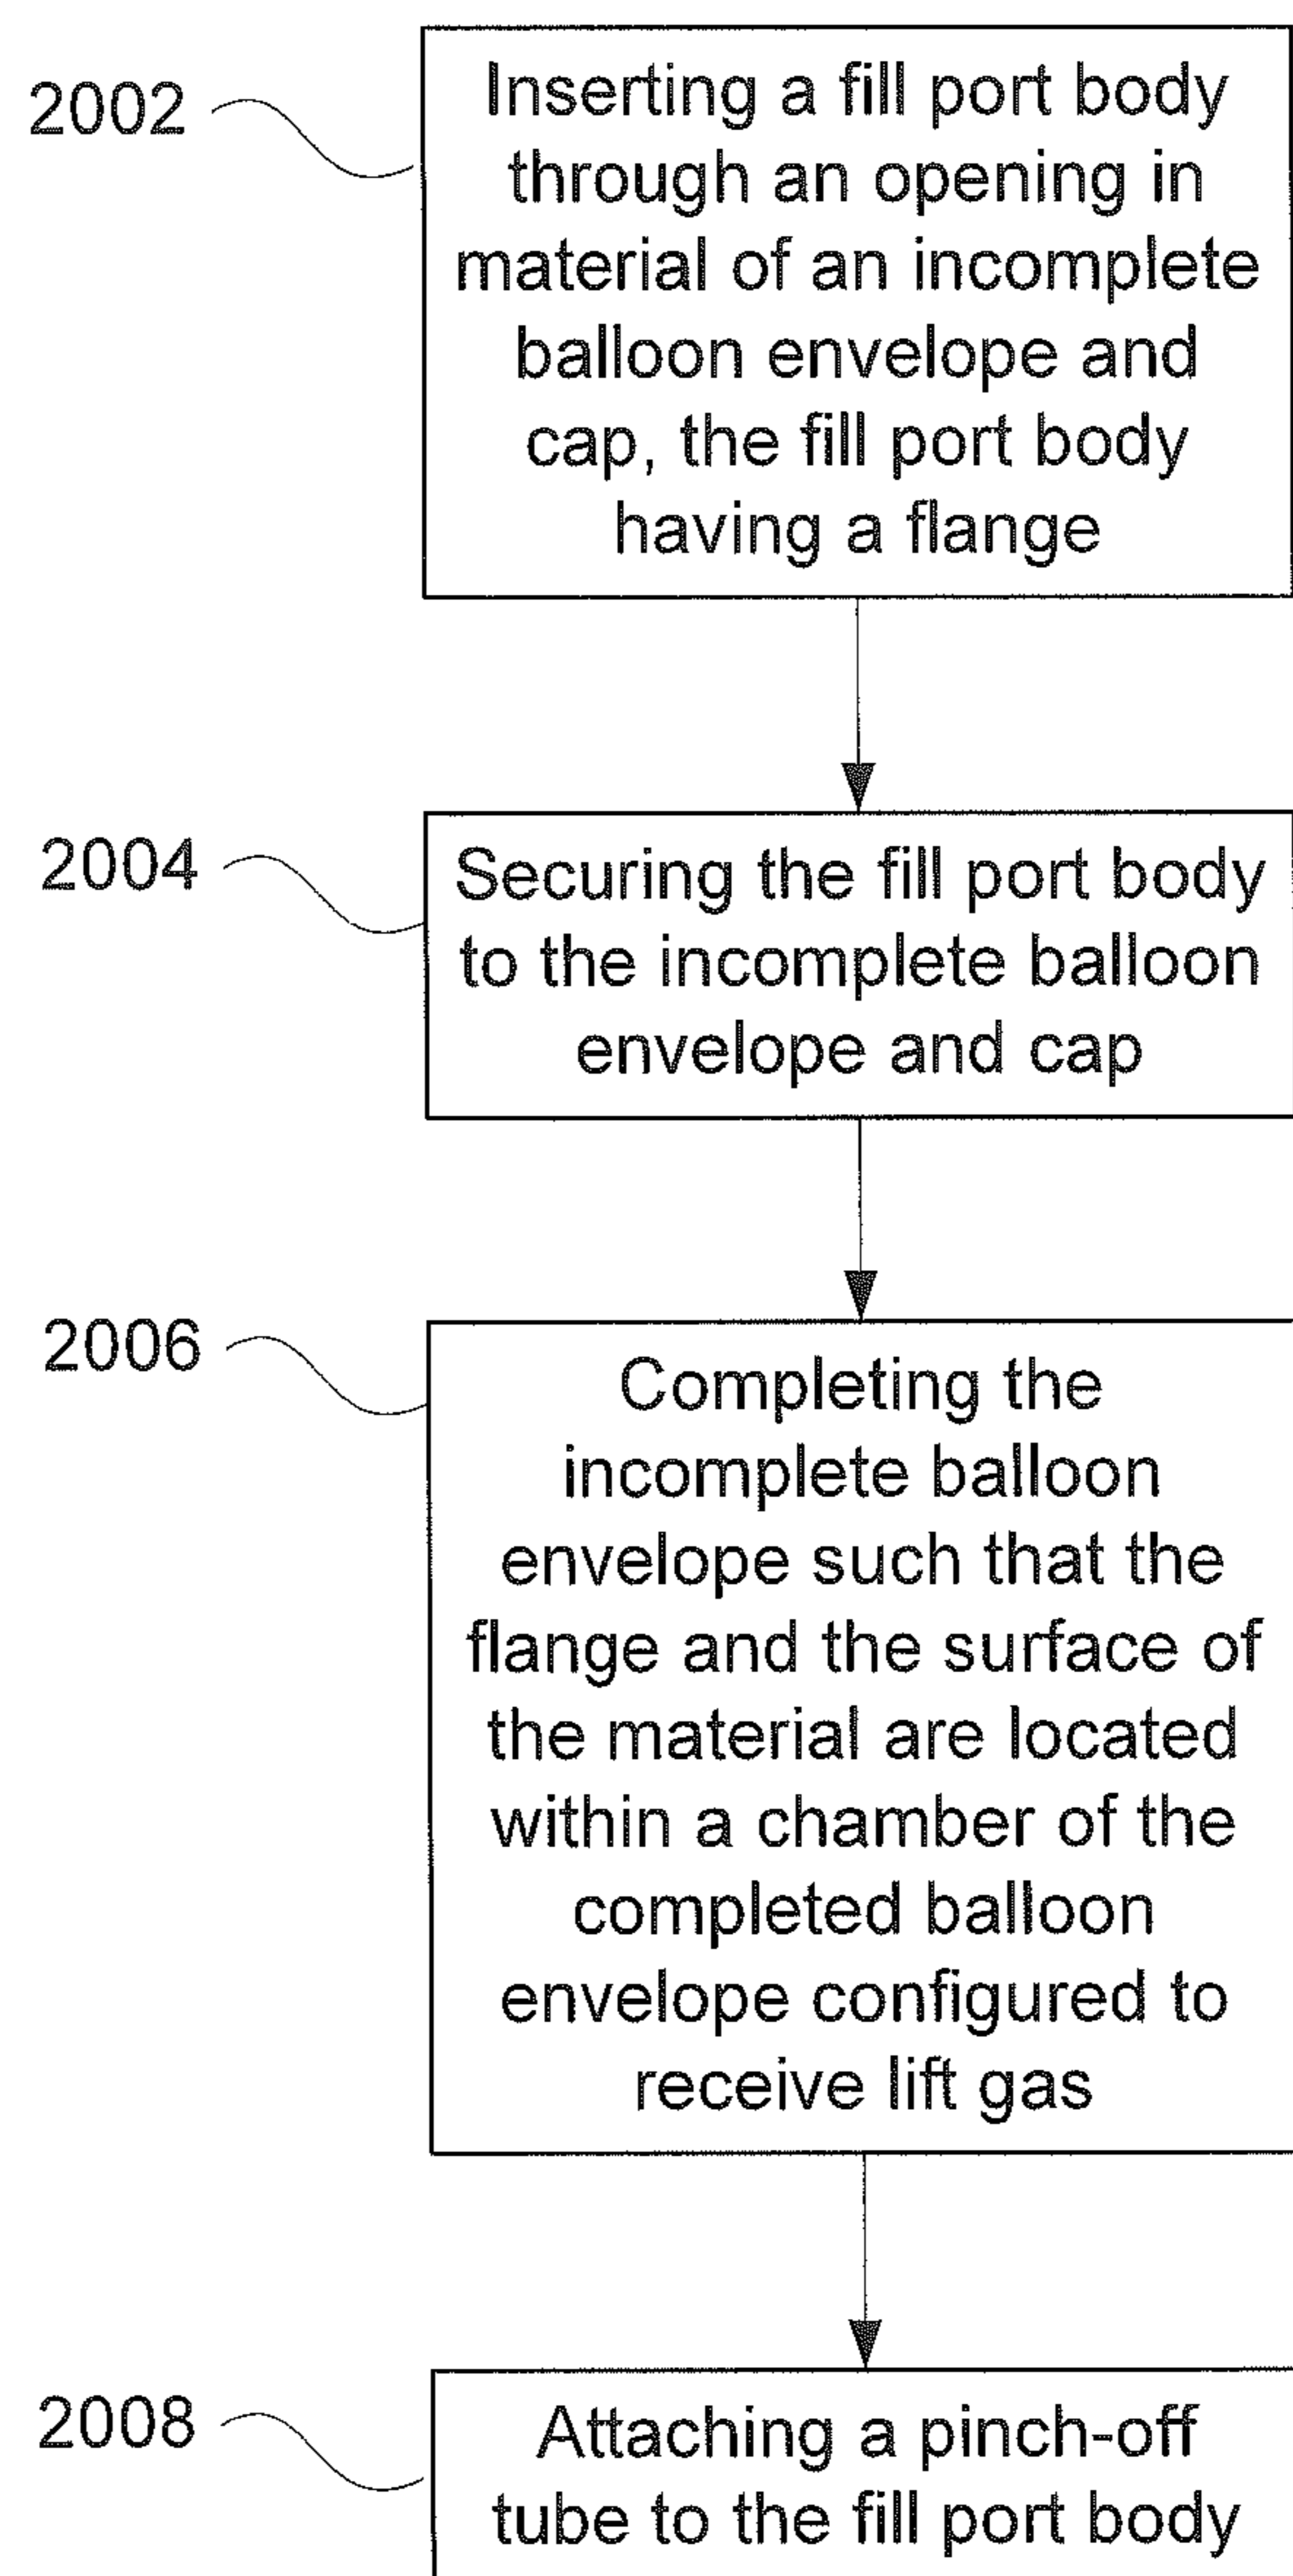 2002
Inserting a fill port body
through an opening in
material of an incomplete
balloon envelope and
cap, the fill port body
having a flange
2004
Securing the fill port body
to the incomplete balloon
envelope and cap
2006
Completing the
incomplete balloon
envelope such that the
flange and the surface of
the material are located
within a chamber of the
completed balloon
envelope configured to
receive lift gas
2008
Attaching a pinch-off
tube to the fill port body